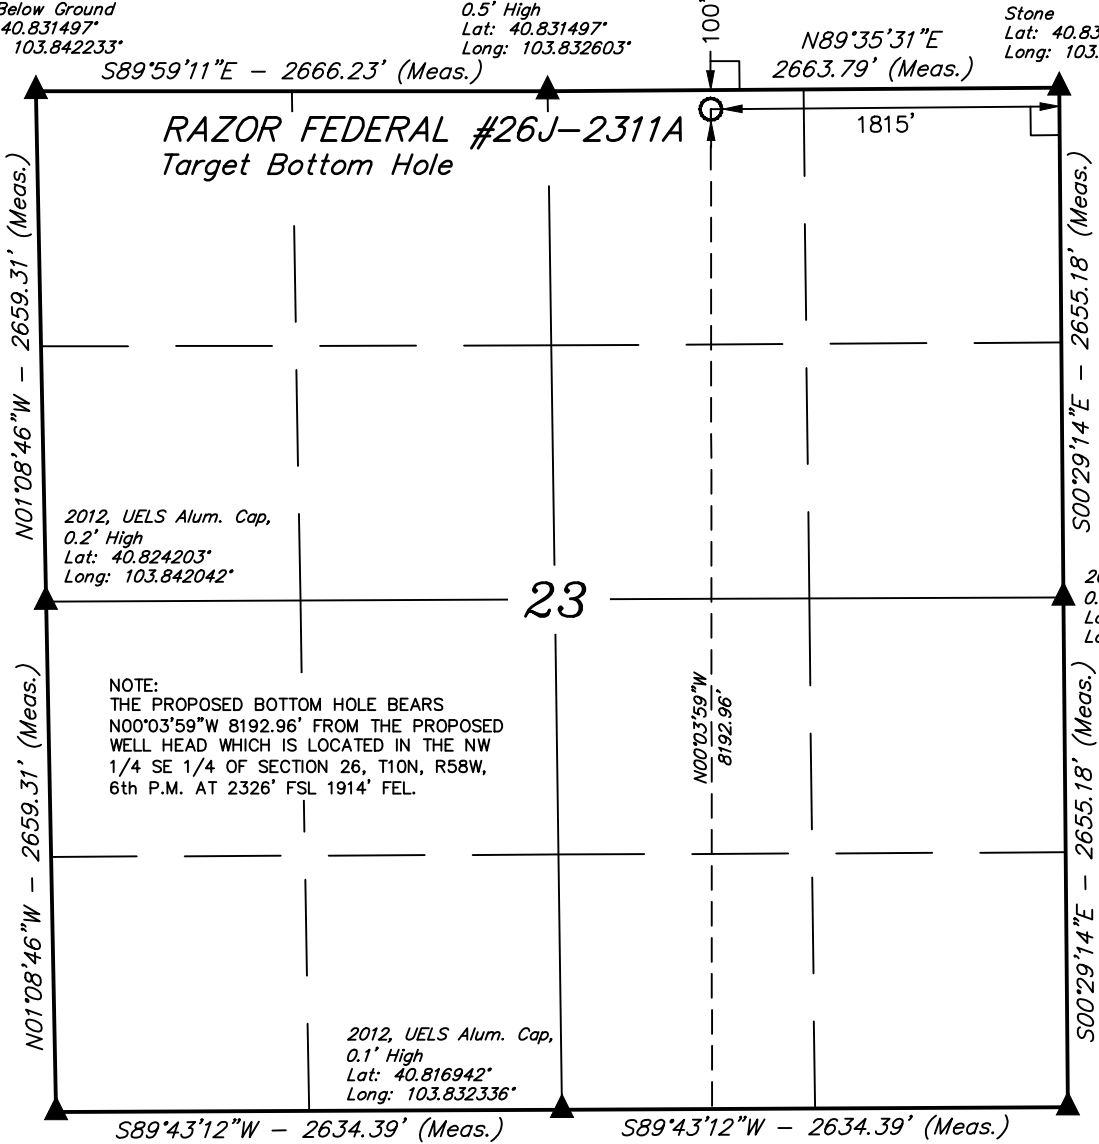 Below Ground
40.831497°
103.842233°
0.5' High
Lat: 40.831497°
Long: 103.832603°
100'
Stone
Lat: 40.83
Long: 103.
S89°59'11"E - 2666.23' (Meas.)
N89°35'31"E
2663.79' (Meas.)
RAZOR FEDERAL #26J-2311A
Target Bottom Hole
1815'
N01°08'46"W - 2659.31' (Meas.)
S00°29'14"E - 2655.18' (Meas.)
2012, UELS Alum. Cap,
0.2' High
Lat: 40.824203°
Long: 103.842042°
23
NOTE:
THE PROPOSED BOTTOM HOLE BEARS
N00°03'59"W 8192.96' FROM THE PROPOSED
WELL HEAD WHICH IS LOCATED IN THE NW
1/4 SE 1/4 OF SECTION 26, T10N, R58W,
6th P.M. AT 2326' FSL 1914' FEL.
N00°03'59"W
8192.96'
N01°08'46"W - 2659.31' (Meas.)
S00°29'14"E - 2655.18' (Meas.)
2012, UELS Alum. Cap,
0.1' High
Lat: 40.816942°
Long: 103.832336°
S89°43'12"W - 2634.39' (Meas.)
S89°43'12"W - 2634.39' (Meas.)